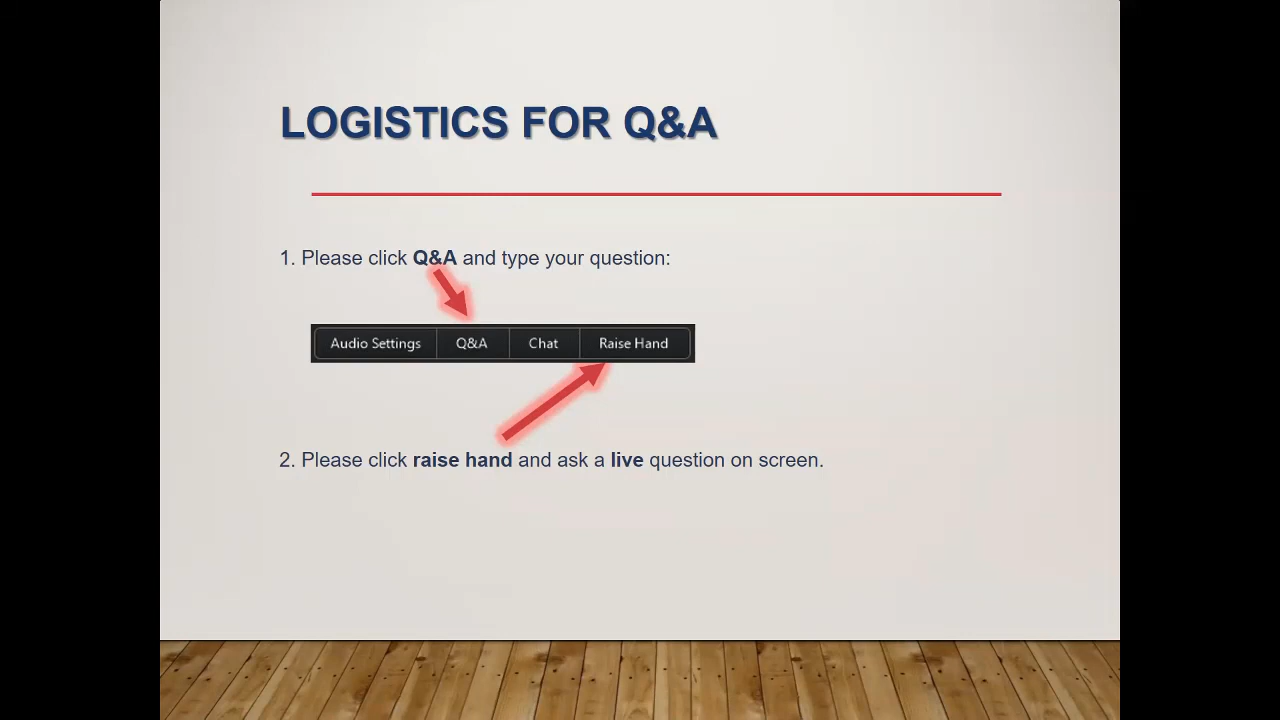 LOGISTICS FOR Q&A
1. Please click Q&A and type your question:
Audio Settings Q&A Chat Raise Hand
2. Please click raise hand and ask a live question on screen.